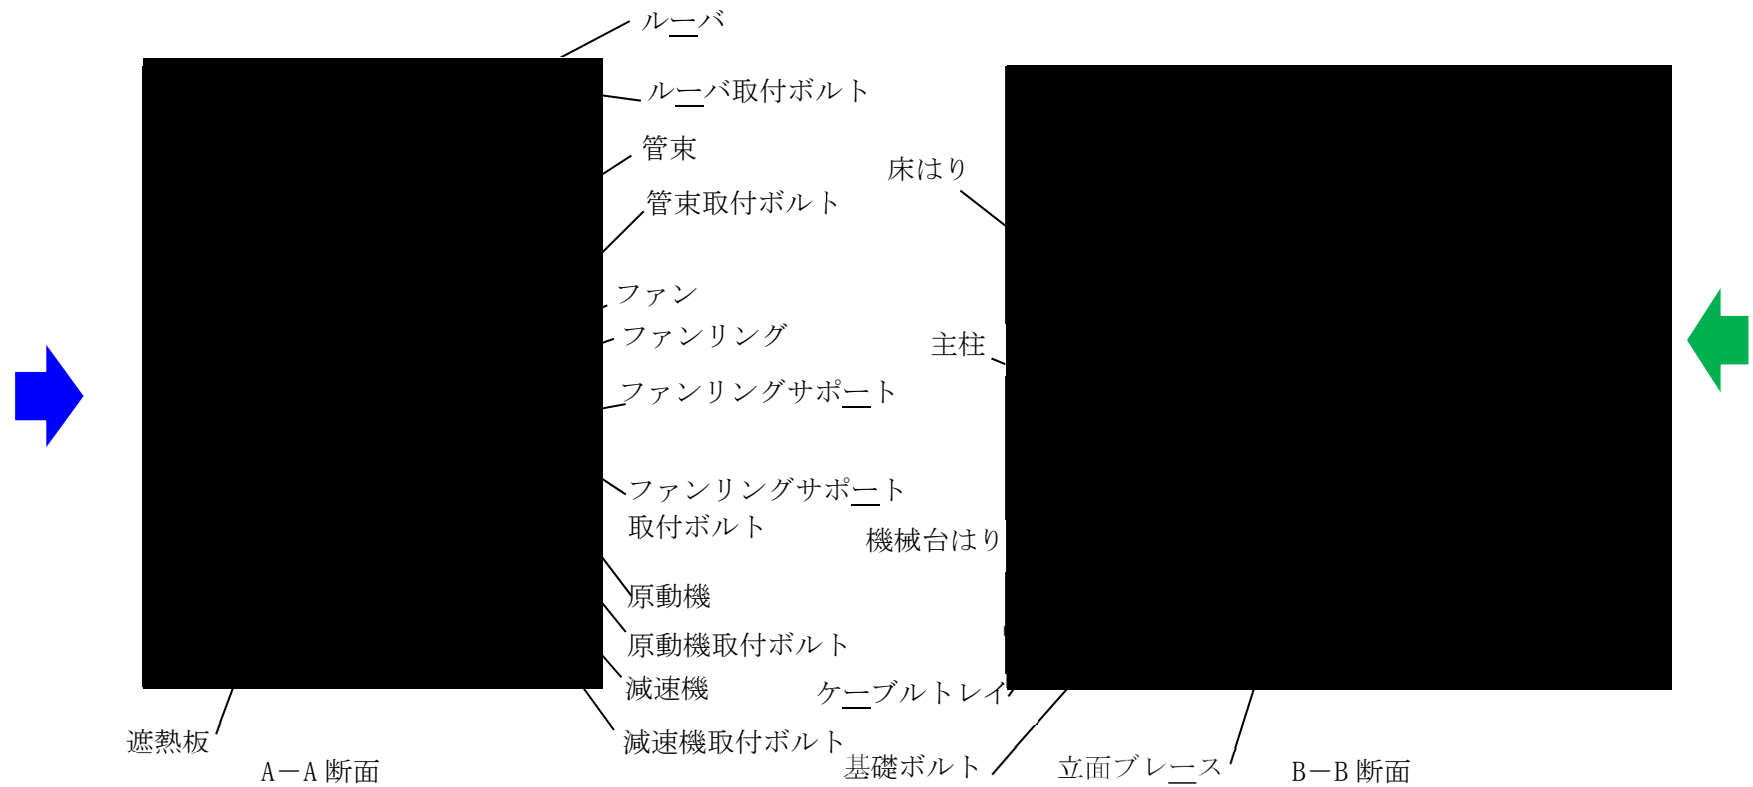 ルーバ
ルーバ取付ボルト
管束
管束取付ボルト
ファン
ファンリング
ファンリングサポート
ファンリングサポート
取付ボルト
原動機
原動機取付ボルト
減速機
減速機取付ボルト
遮熱板
A－A 断面
床はり
主柱
機械台はり
ケーブルトレイ
基礎ボルト
立面ブレース
B－B 断面